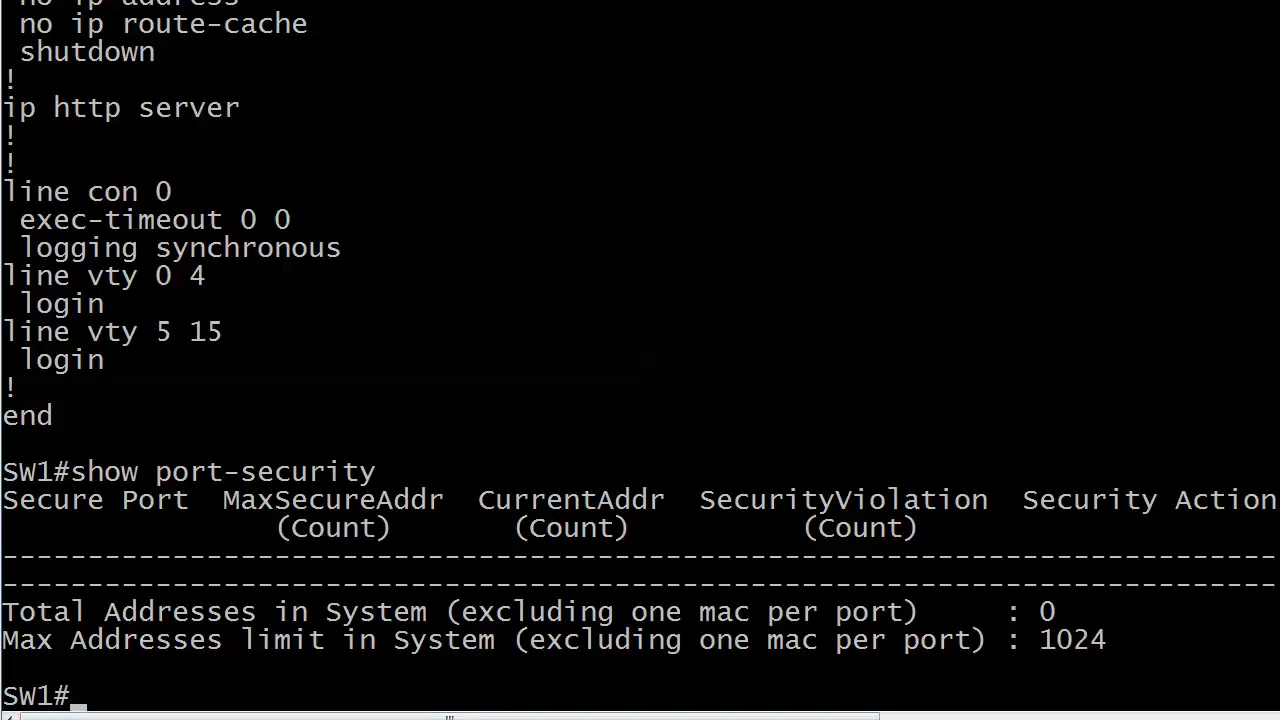 no ip address
no ip route-cache
shutdown
!
ip http server
!
!
line con 0
exec-timeout 0 0
logging synchronous
line vty 0 4
login
line vty 5 15
login
!
end
SW1#show port-security
Secure Port MaxSecureAddr CurrentAddr SecurityViolation Security Action
(Count) (Count) (Count)
---------------------------------------------------------------------------
---------------------------------------------------------------------------
Total Addresses in System (excluding one mac per port) : 0
Max Addresses limit in System (excluding one mac per port) : 1024
SW1#